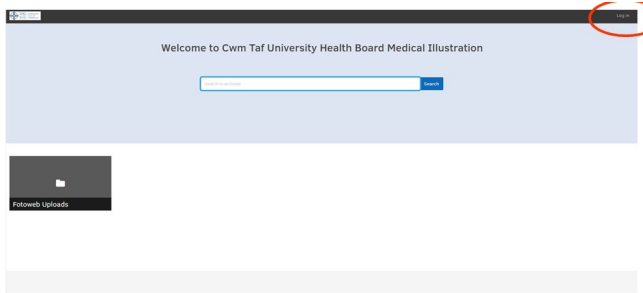 Log in
Welcome to Cwm Taf University Health Board Medical Illustration
Search
Fotoweb Uploads